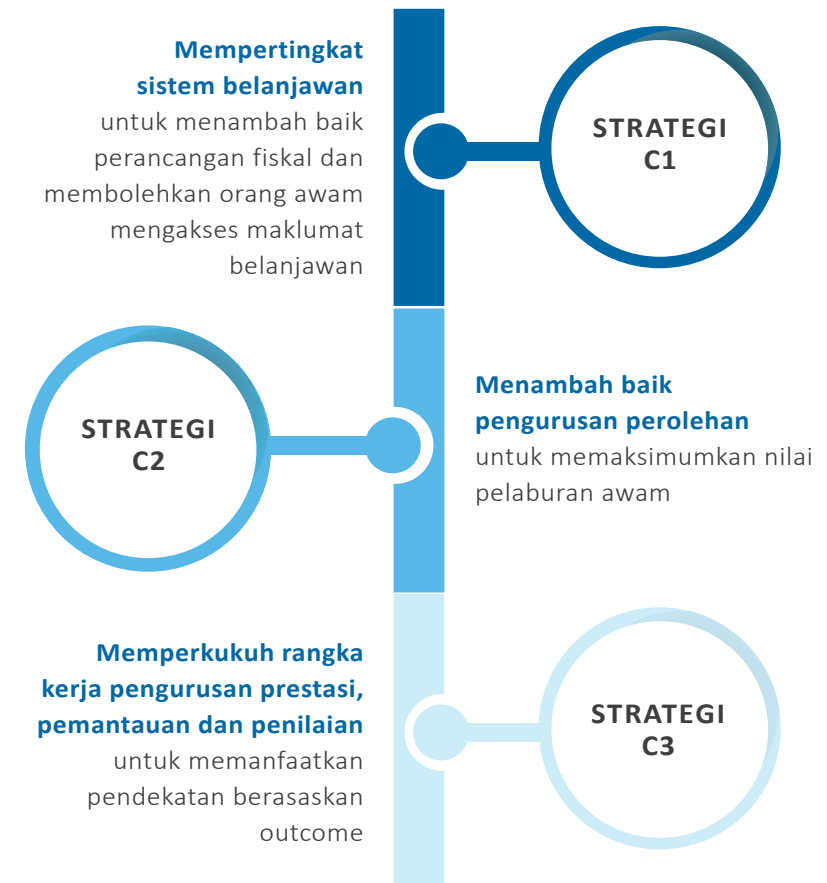 Mempertingkat
sistem belanjawan
untuk menambah baik
perancangan fiskal dan
membolehkan orang awam
mengakses maklumat
belanjawan
STRATEGI
C1
STRATEGI
C2
Menambah baik
pengurusan perolehan
untuk memaksimumkan nilai
pelaburan awam
Memperkukuh rangka
kerja pengurusan prestasi,
pemantauan dan penilaian
untuk memanfaatkan
pendekatan berasaskan
outcome
STRATEGI
C3